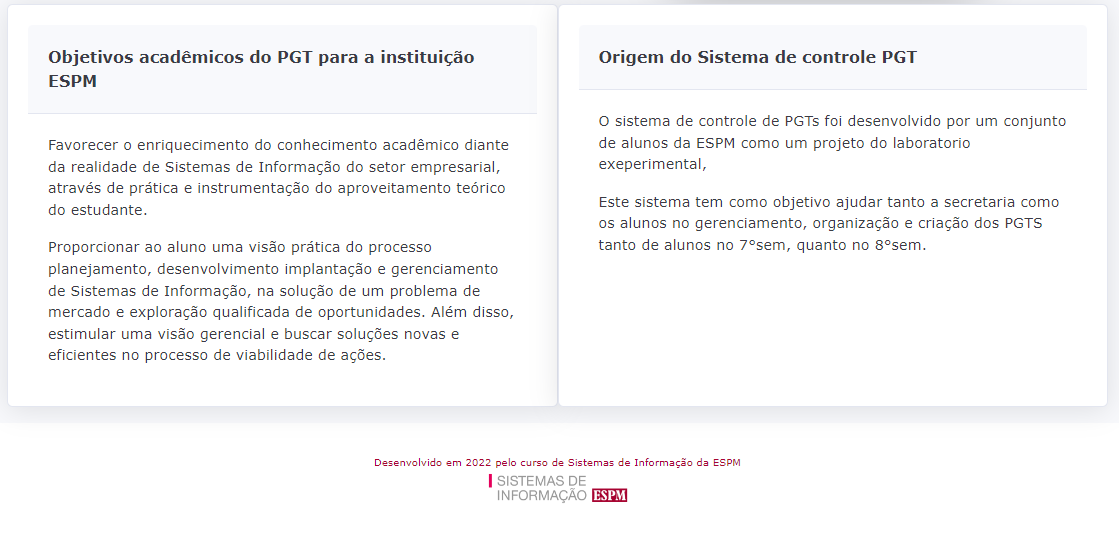 Objetivos acadêmicos do PGT para a instituição
ESPM
Favorecer o enriquecimento do conhecimento acadêmico diante
da realidade de Sistemas de Informação do setor empresarial,
através de prática e instrumentação do aproveitamento teórico
do estudante.
Proporcionar ao aluno uma visão prática do processo
planejamento, desenvolvimento implantação e gerenciamento
de Sistemas de Informação, na solução de um problema de
mercado e exploração qualificada de oportunidades. Além disso,
estimular uma visão gerencial e buscar soluções novas e
eficientes no processo de viabilidade de ações.
Origem do Sistema de controle PGT
O sistema de controle de PGTs foi desenvolvido por um conjunto
de alunos da ESPM como um projeto do laboratorio
exeperimental,
Este sistema tem como objetivo ajudar tanto a secretaria como
os alunos no gerenciamento, organização e criação dos PGTS
tanto de alunos no 7°sem, quanto no 8°sem.
Desenvolvido em 2022 pelo curso de Sistemas de Informação da ESPM
SISTEMAS DE
INFORMAÇÃO ESPM